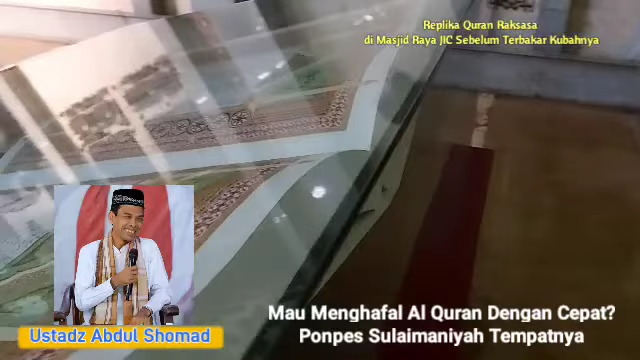 Replika Quran Raksasa
di Masjid Raya JIC Sebelum Terbakar Kubahnya
Mau Menghafal Al Quran Dengan Cepat?
Ponpes Sulaimaniyah Tempatnya
Ustadz Abdul Shomad